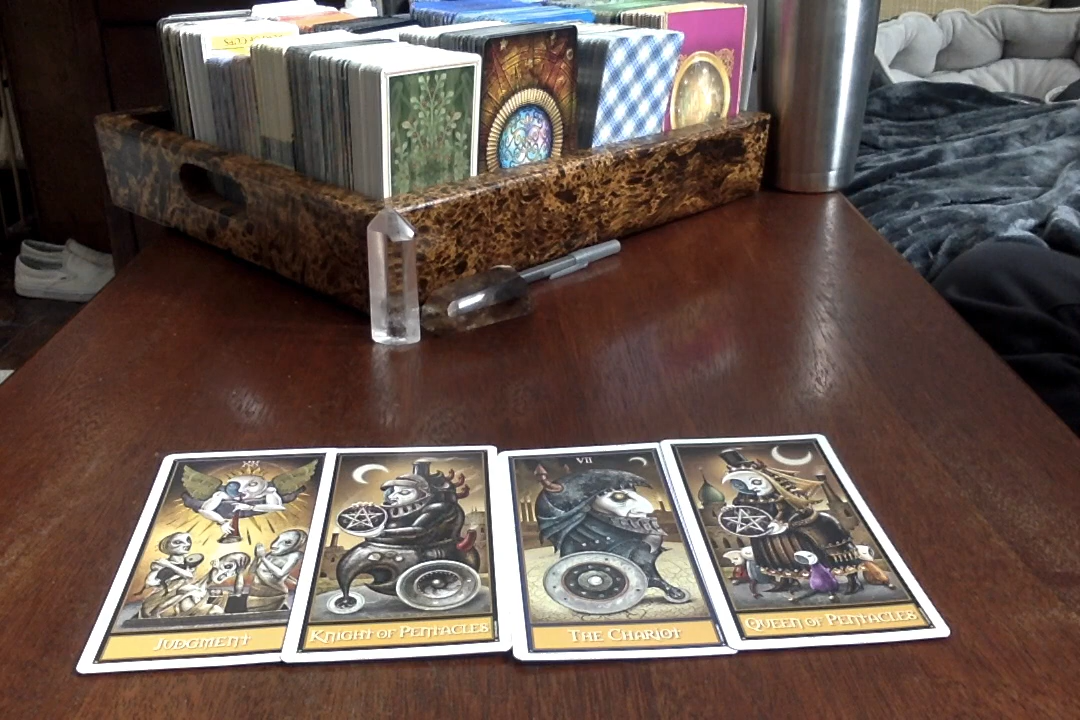 XX
JUDGMENT
KNIGHT OF PENTACLES
VII
THE CHARIOT
QUEEN OF PENTACLES